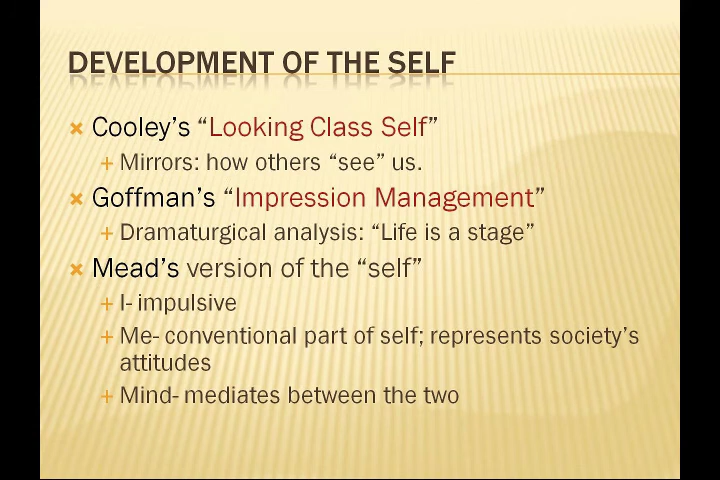 DEVELOPMENT OF THE SELF
Cooley's “Looking Class Self”
Mirrors: how others “see” us.
Goffman's “Impression Management”
Dramaturgical analysis: “Life is a stage”
Mead's version of the “self”
I- impulsive
Me- conventional part of self; represents society's
attitudes
Mind- mediates between the two